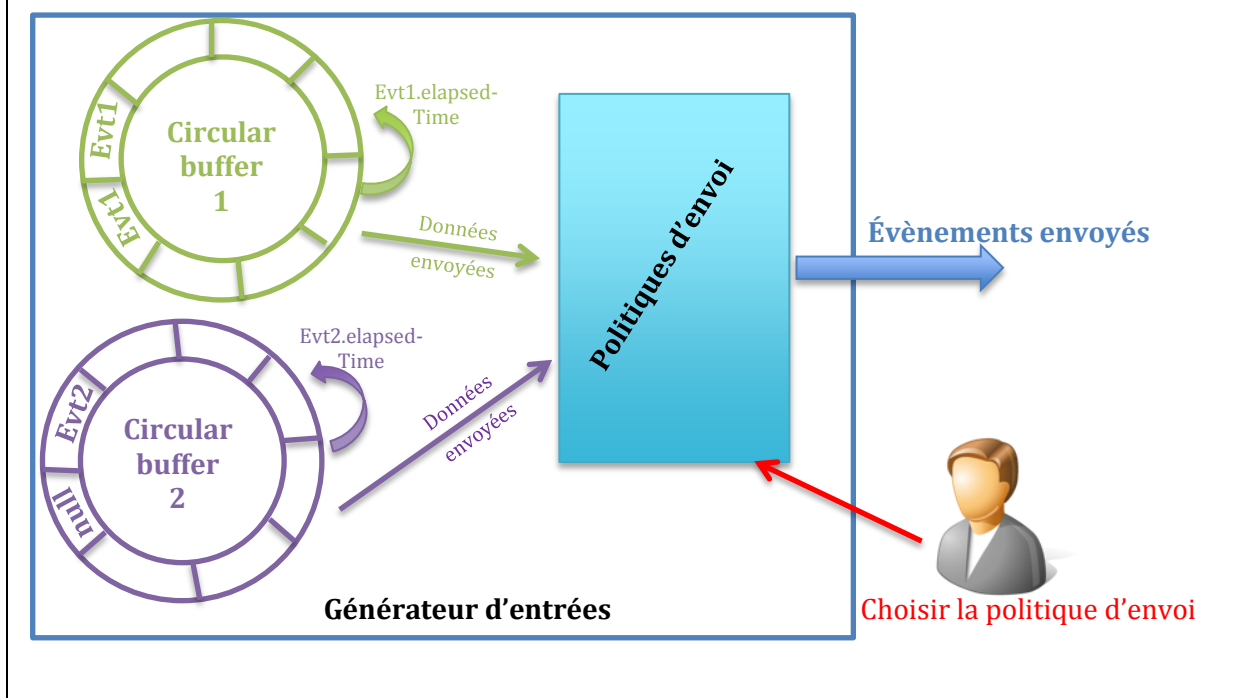 Evt1
Evt1
Circular
buffer
1
Evt1.elapsed-
Time
Données
envoyées
Politiques d'envoi
Évènements envoyés
Evt2
null
Circular
buffer
2
Evt2.elapsed-
Time
Données
envoyées
Générateur d'entrées
Choisir la politique d'envoi